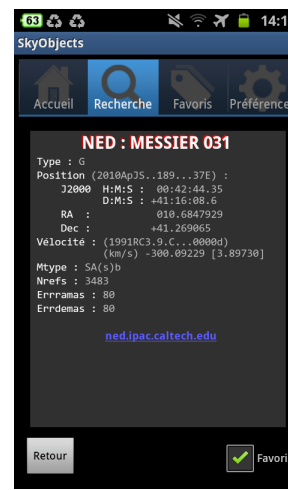 63 14:1
SkyObjects
Accueil Recherche Favoris Préférence
NED : MESSIER 031
Type : G
Position (2010ApJS..189...37E) :
J2000 H:M:S : 00:42:44.35
D:M:S : +41:16:08.6
RA : 010.6847929
Dec : +41.269065
Vélocité : (1991RC3.9.C...0000d)
(km/s) -300.09229 [3.89730]
Mtype : SA(s)b
Nrefs : 3483
Erramas : 80
Errdemas : 80
ned.ipac.caltech.edu
Retour Favori